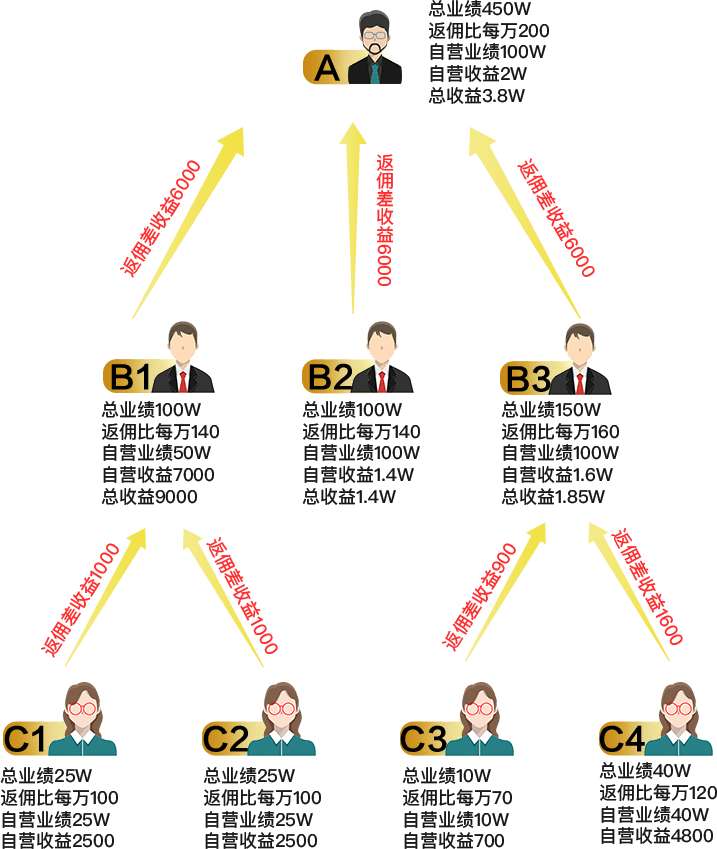 总业绩450W
返佣比每万200
自营业绩100W
自营收益2W
总收益3.8W
A
返佣差收益6000
返佣差收益6000
返佣差收益6000
B1
总业绩100W
返佣比每万140
自营业绩50W
自营收益7000
总收益9000
B2
总业绩100W
返佣比每万140
自营业绩100W
自营收益1.4W
总收益1.4W
B3
总业绩150W
返佣比每万160
自营业绩100W
自营收益1.6W
总收益1.85W
返佣差收益1000
返佣差收益1000
返佣差收益900
返佣差收益1600
C1
总业绩25W
返佣比每万100
自营业绩25W
自营收益2500
C2
总业绩25W
返佣比每万100
自营业绩25W
自营收益2500
C3
总业绩10W
返佣比每万70
自营业绩10W
自营收益700
C4
总业绩40W
返佣比每万120
自营业绩40W
自营收益4800